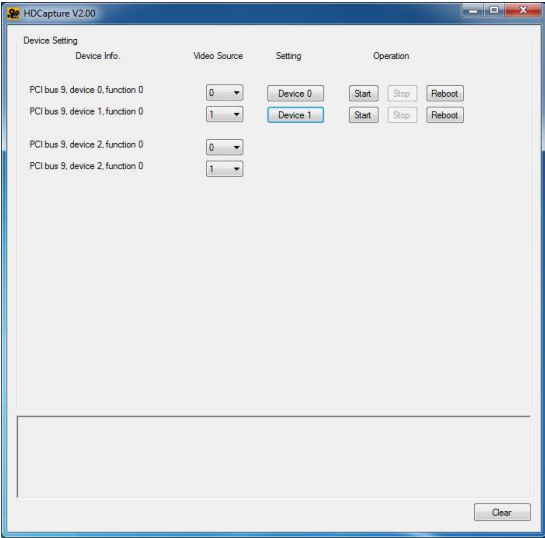 HDCapture V2.00
Device Setting
Device Info. Video Source Setting Operation
PCI bus 9, device 0, function 0 0 Device 0 Start Stop Reboot
PCI bus 9, device 1, function 0 1 Device 1 Start Stop Reboot
PCI bus 9, device 2, function 0 0
PCI bus 9, device 2, function 0 1
Clear